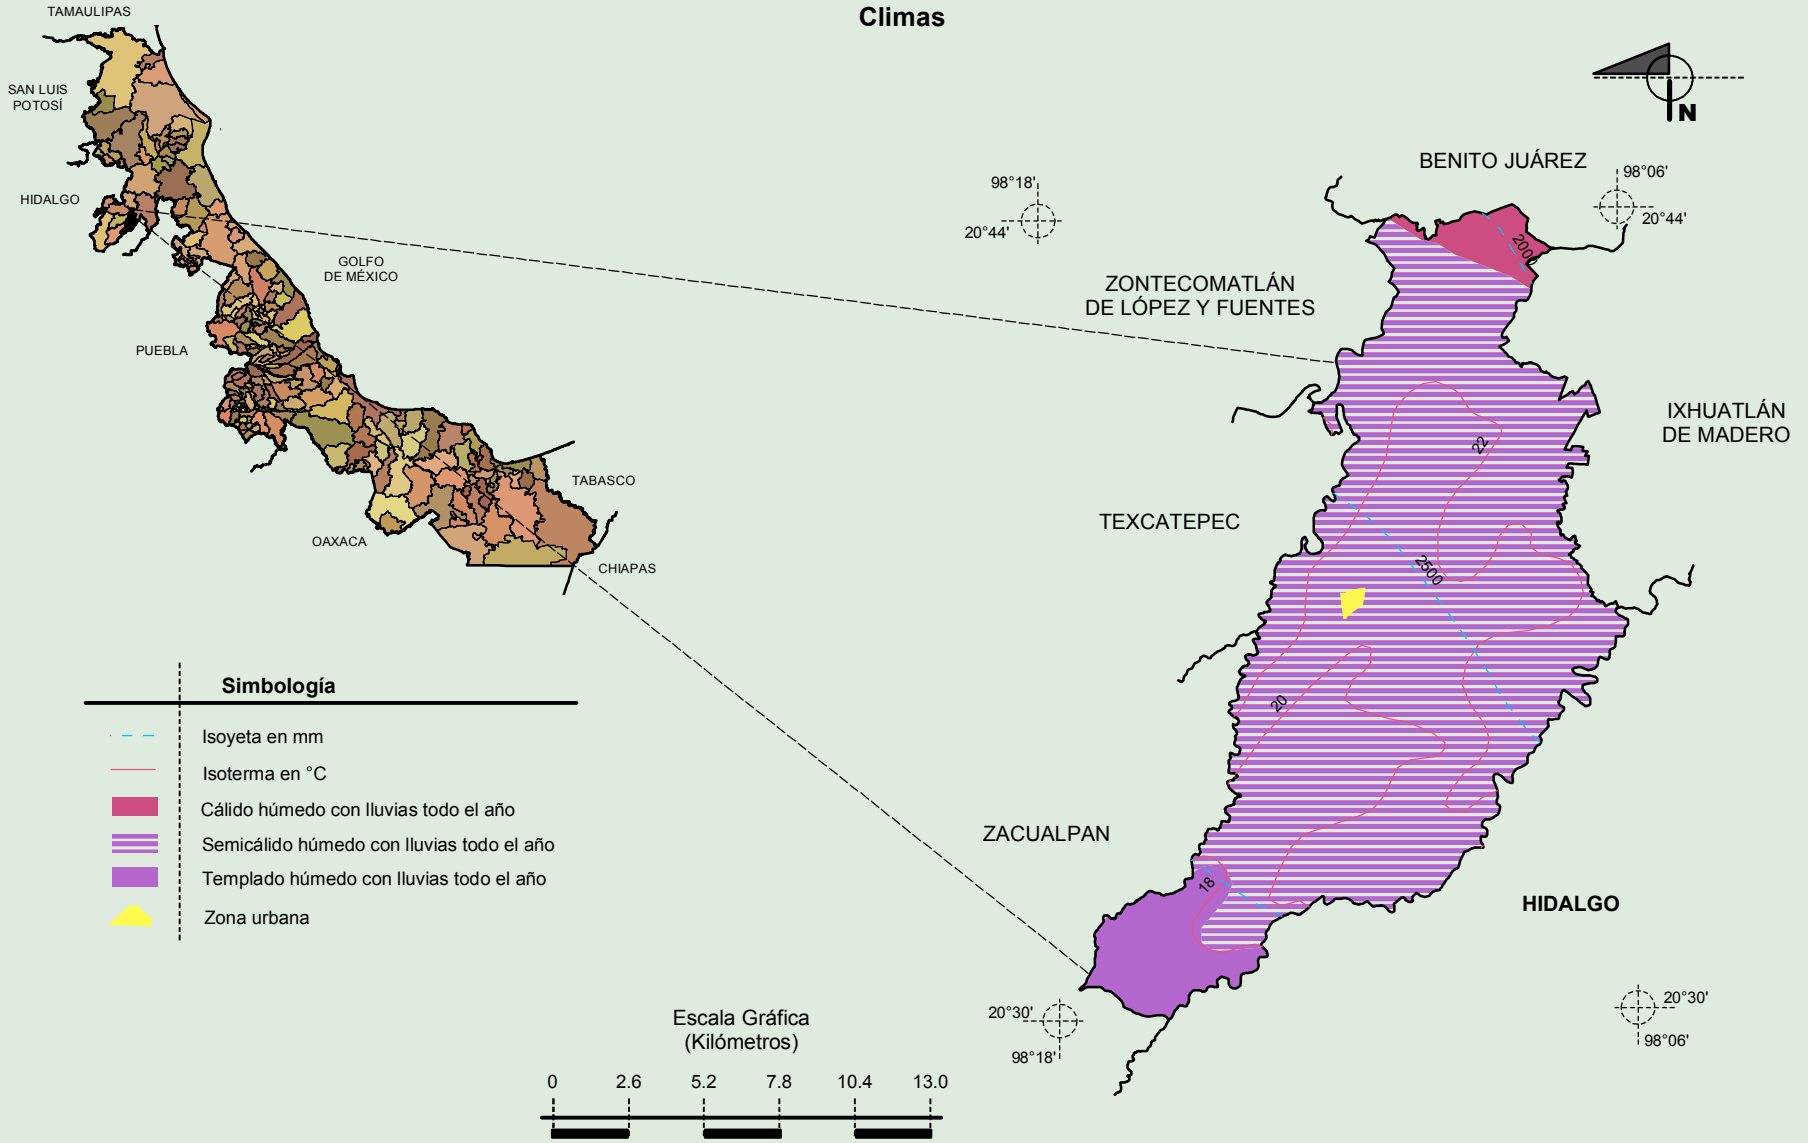 Climas
TAMAULIPAS
SAN LUIS
POTOSÍ
HIDALGO
GOLFO
DE MÉXICO
PUEBLA
OAXACA
TABASCO
CHIAPAS
N
BENITO JUÁREZ
98°18'
20°44'
98°06'
20°44'
ZONTECOMATLÁN
DE LÓPEZ Y FUENTES
IXHUATLÁN
DE MADERO
TEXCATEPEC
ZACUALPAN
HIDALGO
2000
22
2500
20
18
20°30'
98°18'
20°30'
98°06'
Simbología
Isoyeta en mm
Isoterma en °C
Cálido húmedo con lluvias todo el año
Semicálido húmedo con lluvias todo el año
Templado húmedo con lluvias todo el año
Zona urbana
Escala Gráfica
(Kilómetros)
0 2.6 5.2 7.8 10.4 13.0